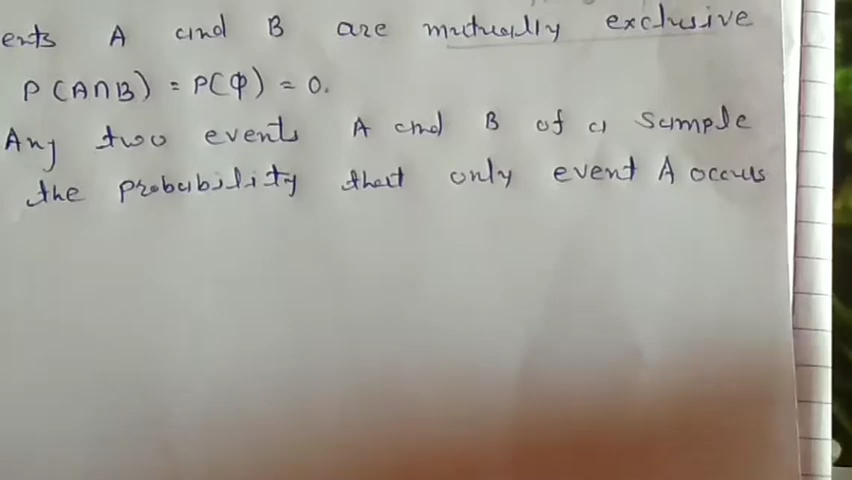 ents A and B are mutually exclusive
P(A∩B) = P(φ) = 0.
Any two events A and B of a sample
the probability that only event A occurs